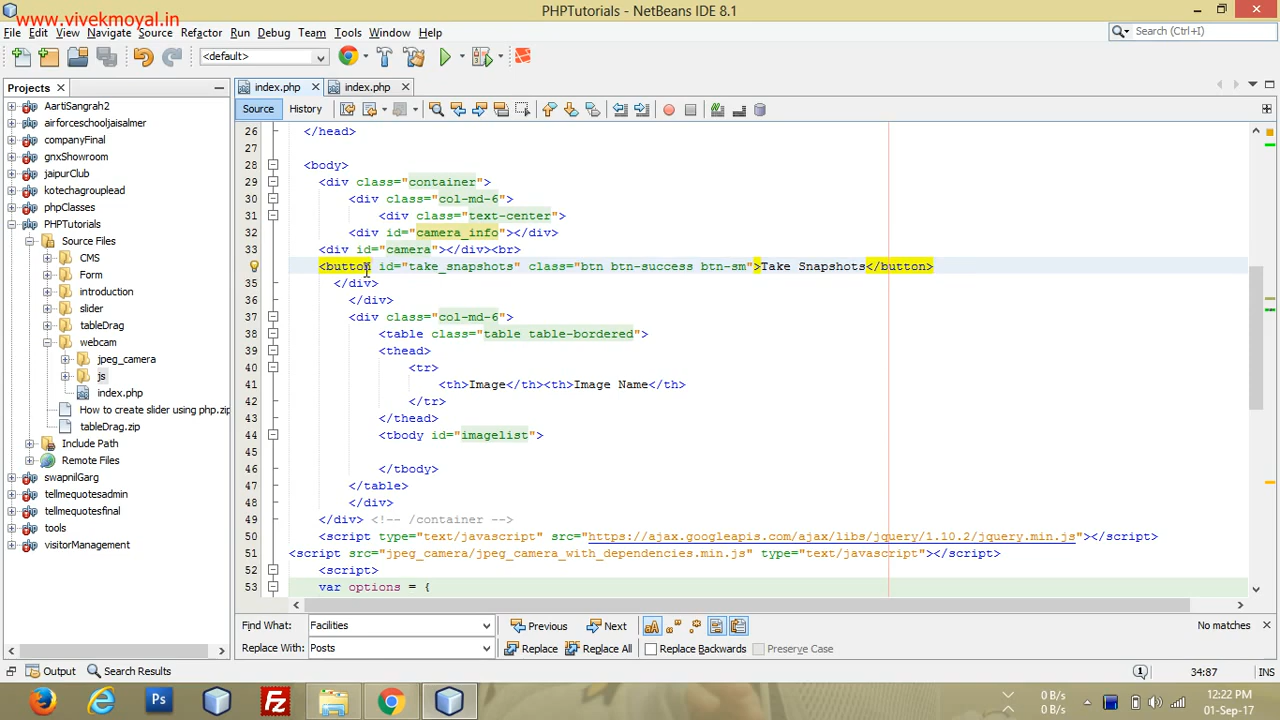 www.vivekmoyal.in
PHPTutorials - NetBeans IDE 8.1
File Edit View Navigate Source Refactor Run Debug Team Tools Window Help
Search (Ctrl+I)
<default>
Projects
index.php index.php
Source History
AartiSangrah2
airforceschooljaisalmer
companyFinal
gnxShowroom
jaipurClub
kotechagrouplead
phpClasses
PHPTutorials
Source Files
CMS
Form
introduction
slider
tableDrag
webcam
jpeg_camera
js
index.php
How to create slider using php.zip
tableDrag.zip
Include Path
Remote Files
swapnilGarg
tellmequotesadmin
tellmequotesfinal
tools
visitorManagement
26 </head>
27
28 <body>
29 <div class="container">
30 <div class="col-md-6">
31 <div class="text-center">
32 <div id="camera_info"></div>
33 <div id="camera"></div><br>
<button id="take_snapshots" class="btn btn-success btn-sm">Take Snapshots</button>
35 </div>
36 </div>
37 <div class="col-md-6">
38 <table class="table table-bordered">
39 <thead>
40 <tr>
41 <th>Image</th><th>Image Name</th>
42 </tr>
43 </thead>
44 <tbody id="imagelist">
45
46 </tbody>
47 </table>
48 </div>
49 </div> <!-- /container -->
50 <script type="text/javascript" src="https://ajax.googleapis.com/ajax/libs/jquery/1.10.2/jquery.min.js"></script>
51 <script src="jpeg_camera/jpeg_camera_with_dependencies.min.js" type="text/javascript"></script>
52 <script>
53 var options = {
Find What: Facilities Previous Next No matches
Replace With: Posts Replace Replace All Replace Backwards Preserve Case
Output Search Results 34:87 INS
0 B/s 12:22 PM
0 B/s 01-Sep-17